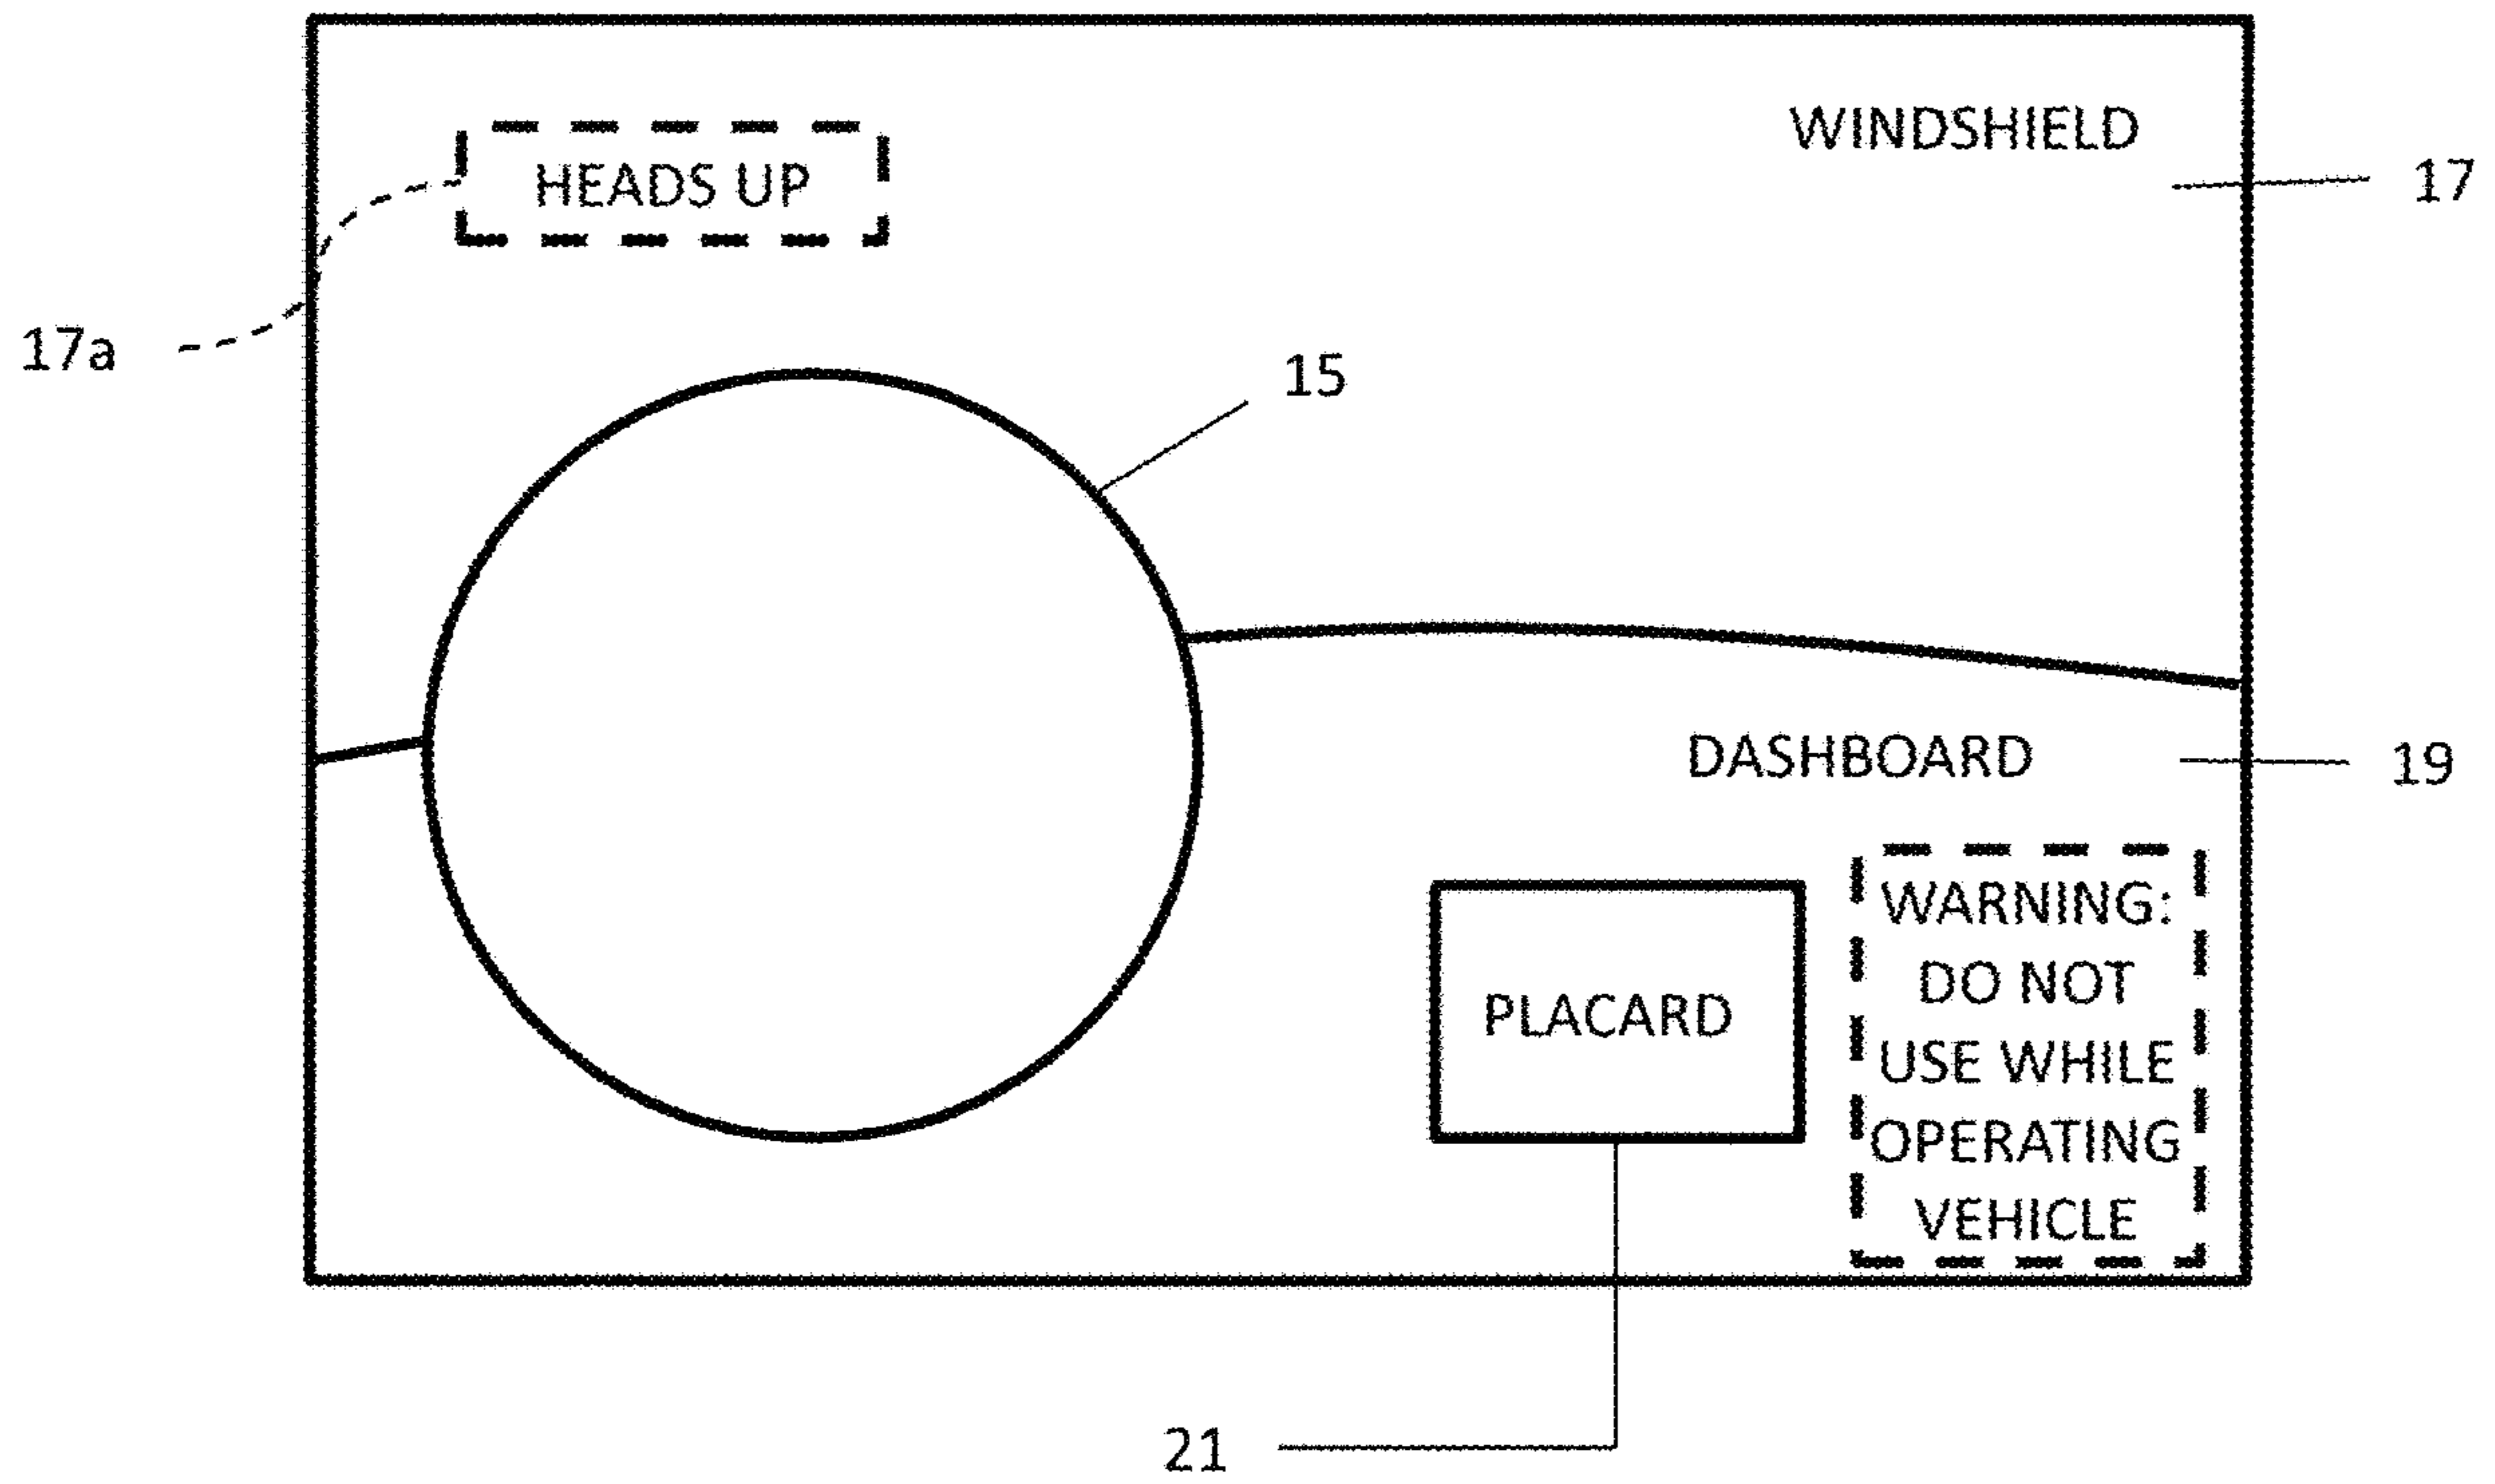 WINDSHIELD
HEADS UP
17
17a
15
DASHBOARD
19
WARNING:
DO NOT
USE WHILE
OPERATING
VEHICLE
PLACARD
21